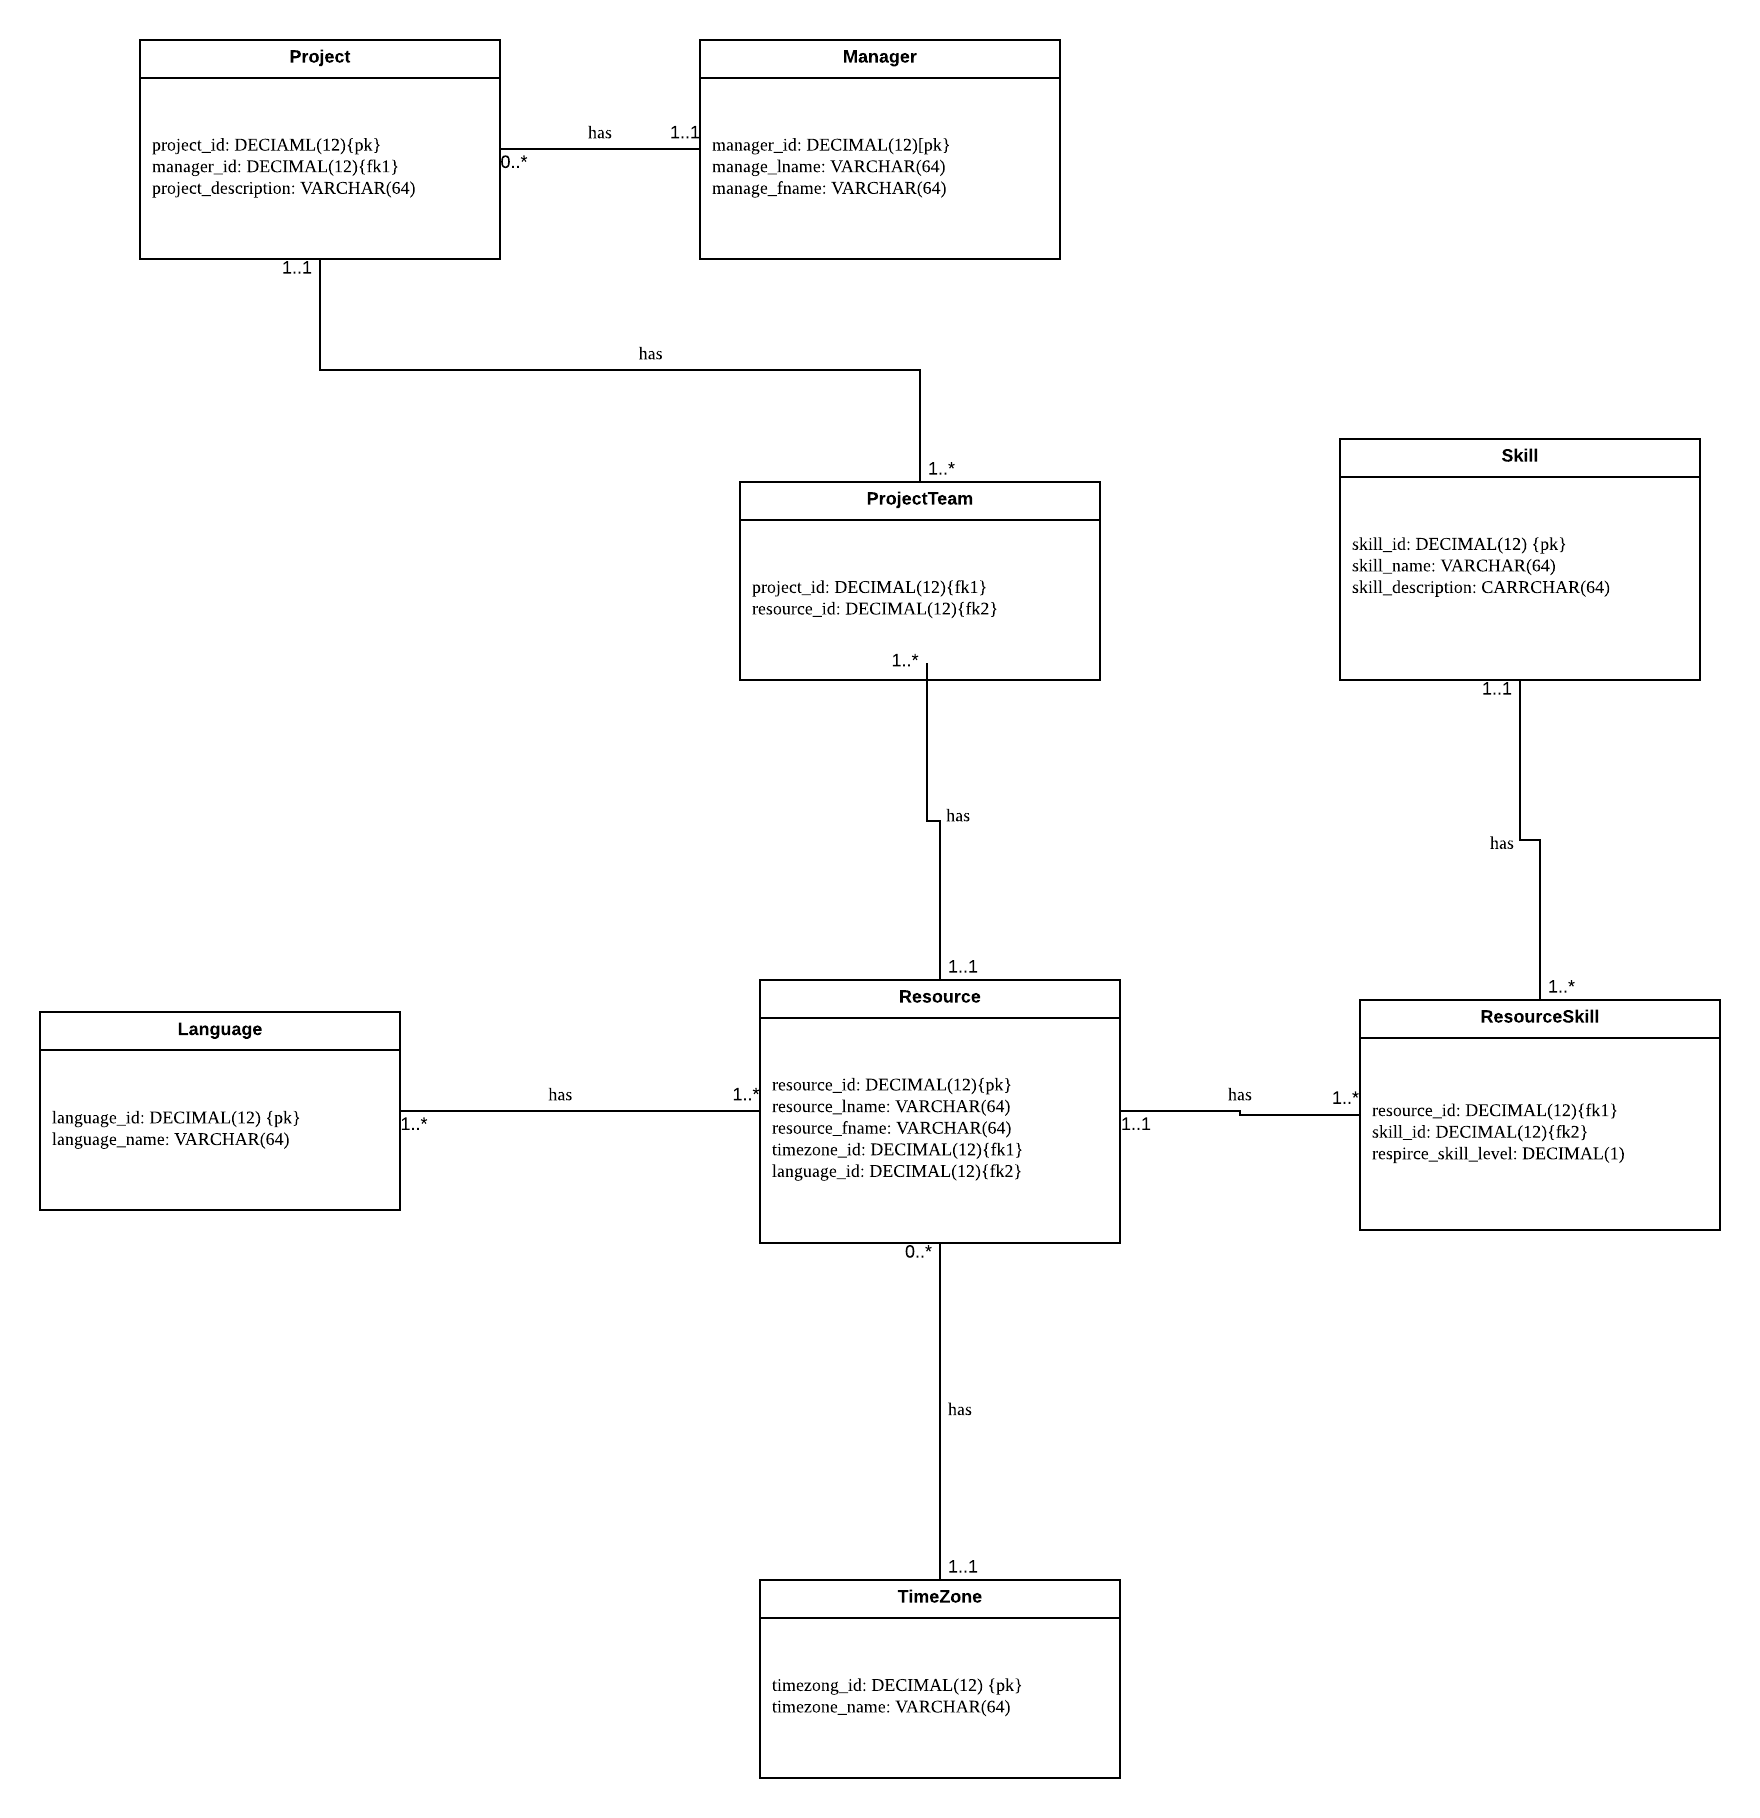 Project
project_id: DECIAML(12){pk}
manager_id: DECIMAL(12){fk1}
project_description: VARCHAR(64)
has
0..*
1..1
Manager
manager_id: DECIMAL(12)[pk}
manage_lname: VARCHAR(64)
manage_fname: VARCHAR(64)
1..1
has
1..*
ProjectTeam
project_id: DECIMAL(12){fk1}
resource_id: DECIMAL(12){fk2}
1..*
has
1..1
Skill
skill_id: DECIMAL(12) {pk}
skill_name: VARCHAR(64)
skill_description: CARRCHAR(64)
1..1
has
1..*
Language
language_id: DECIMAL(12) {pk}
language_name: VARCHAR(64)
1..*
has
1..*
Resource
resource_id: DECIMAL(12){pk}
resource_lname: VARCHAR(64)
resource_fname: VARCHAR(64)
timezone_id: DECIMAL(12){fk1}
language_id: DECIMAL(12){fk2}
1..1
has
1..*
ResourceSkill
resource_id: DECIMAL(12){fk1}
skill_id: DECIMAL(12){fk2}
respirce_skill_level: DECIMAL(1)
0..*
has
1..1
TimeZone
timezong_id: DECIMAL(12) {pk}
timezone_name: VARCHAR(64)